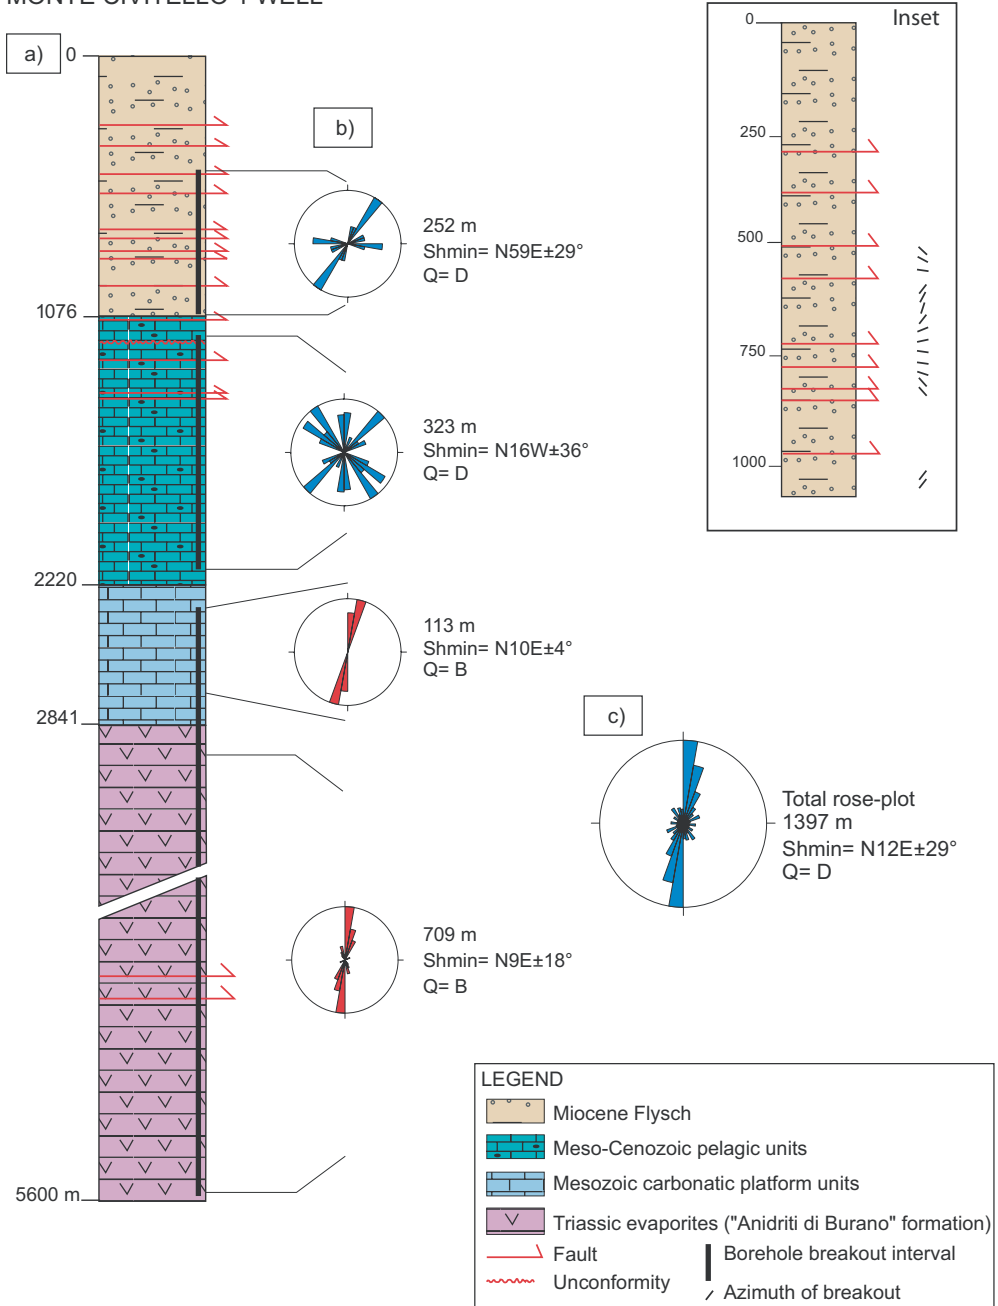 MONTE CIVITELLO 1 WELL
a)
0
b)
252 m
Shmin= N59E±29°
Q= D
1076
323 m
Shmin= N16W±36°
Q= D
2220
113 m
Shmin= N10E±4°
Q= B
2841
709 m
Shmin= N9E±18°
Q= B
5600 m
Inset
0
250
500
750
1000
c)
Total rose-plot
1397 m
Shmin= N12E±29°
Q= D
LEGEND
Miocene Flysch
Meso-Cenozoic pelagic units
Mesozoic carbonatic platform units
Triassic evaporites ("Anidriti di Burano" formation)
Fault
Borehole breakout interval
Unconformity
Azimuth of breakout